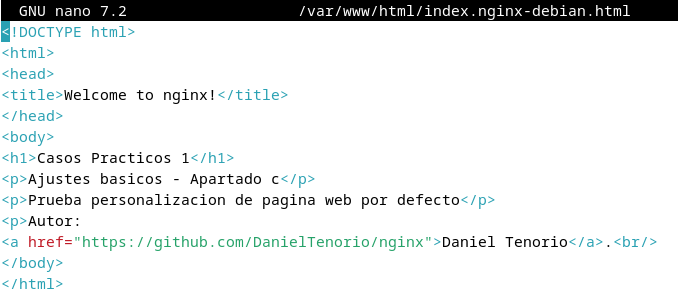 GNU nano 7.2 /var/www/html/index.nginx-debian.html
<!DOCTYPE html>
<html>
<head>
<title>Welcome to nginx!</title>
</head>
<body>
<h1>Casos Practicos 1</h1>
<p>Ajustes basicos - Apartado c</p>
<p>Prueba personalizacion de pagina web por defecto</p>
<p>Autor:
<a href="https://github.com/DanielTenorio/nginx">Daniel Tenorio</a>.<br/>
</body>
</html>